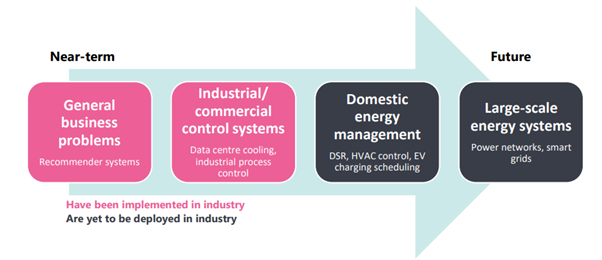 Near-term
Future
General
business
problems
Recommender systems
Industrial/
commercial
control systems
Data centre cooling,
industrial process
control
Domestic
energy
management
DSR, HVAC control, EV
charging scheduling
Large-scale
energy systems
Power networks, smart
grids
Have been implemented in industry
Are yet to be deployed in industry